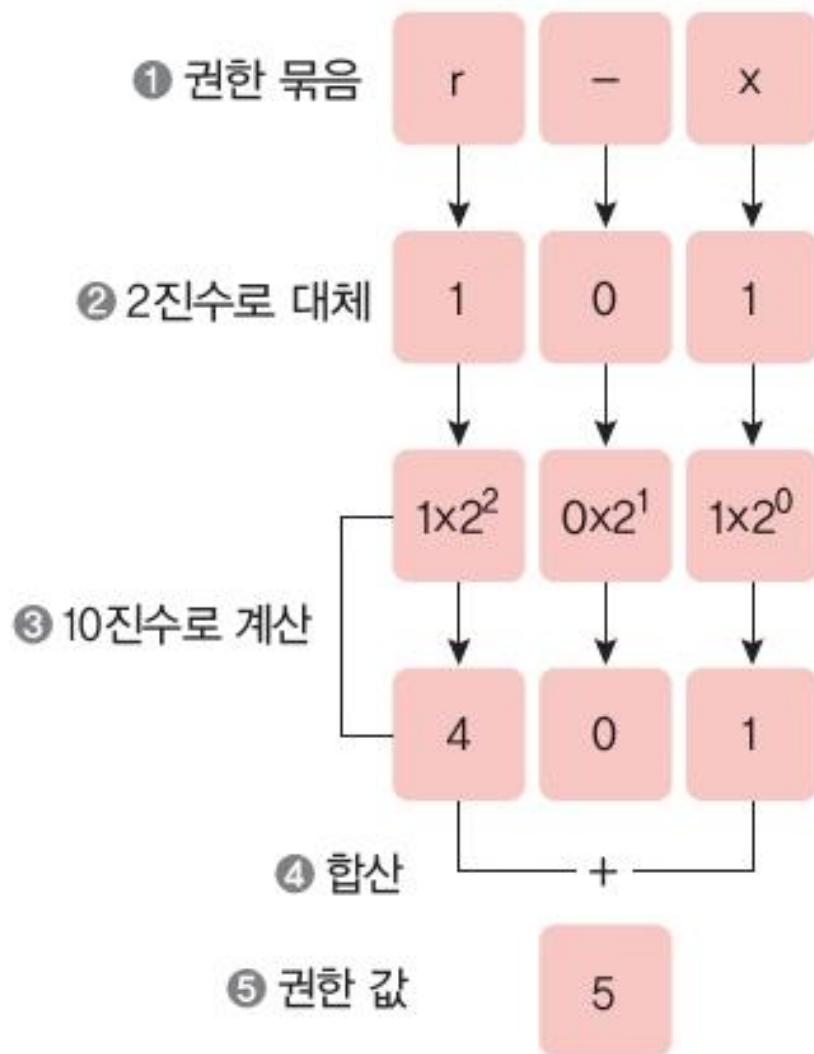 ❶ 권한 묶음 r − x
❷ 2진수로 대체 1 0 1
1x2² 0x2¹ 1x2⁰
❸ 10진수로 계산
4 0 1
❹ 합산 +
❺ 권한 값 5